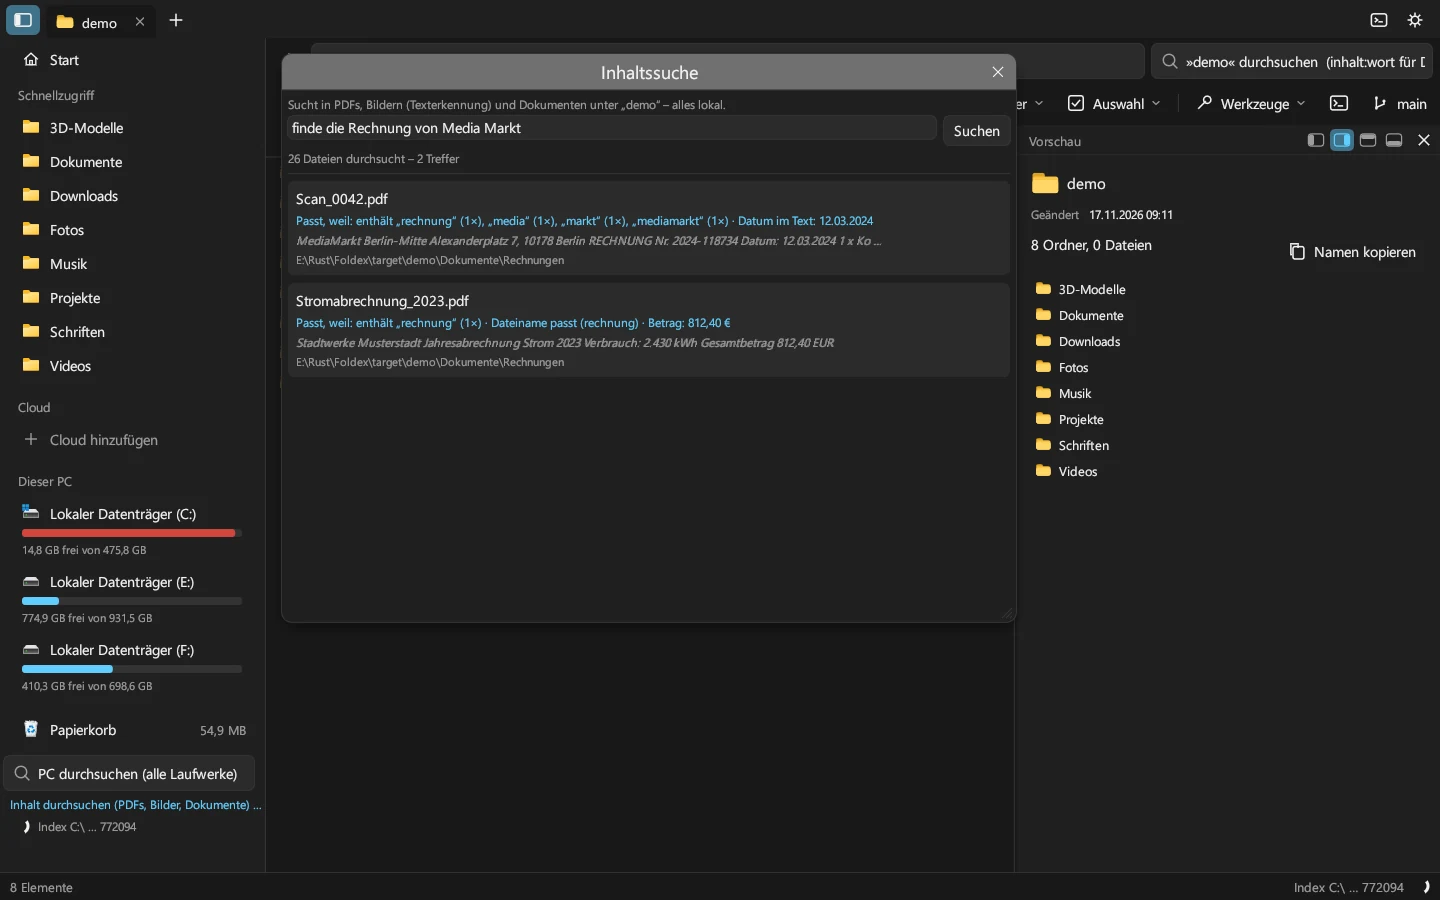 demo
Start
Schnellzugriff
3D-Modelle
Dokumente
Downloads
Fotos
Musik
Projekte
Schriften
Videos
Cloud
Cloud hinzufügen
Dieser PC
Lokaler Datenträger (C:)
14,8 GB frei von 475,8 GB
Lokaler Datenträger (E:)
774,9 GB frei von 931,5 GB
Lokaler Datenträger (F:)
410,3 GB frei von 698,6 GB
Papierkorb 54,9 MB
PC durchsuchen (alle Laufwerke)
Inhalt durchsuchen (PDFs, Bilder, Dokumente) ...
Index C:\ ... 772094
8 Elemente
Inhaltssuche
Sucht in PDFs, Bildern (Texterkennung) und Dokumenten unter „demo“ – alles lokal.
finde die Rechnung von Media Markt
Suchen
26 Dateien durchsucht – 2 Treffer
Scan_0042.pdf
Passt, weil: enthält „rechnung“ (1×), „media“ (1×), „markt“ (1×), „mediamarkt“ (1×) · Datum im Text: 12.03.2024
MediaMarkt Berlin-Mitte Alexanderplatz 7, 10178 Berlin RECHNUNG Nr. 2024-118734 Datum: 12.03.2024 1 x Ko ...
E:\Rust\Foldex\target\demo\Dokumente\Rechnungen
Stromabrechnung_2023.pdf
Passt, weil: enthält „rechnung“ (1×) · Dateiname passt (rechnung) · Betrag: 812,40 €
Stadtwerke Musterstadt Jahresabrechnung Strom 2023 Verbrauch: 2.430 kWh Gesamtbetrag 812,40 EUR
E:\Rust\Foldex\target\demo\Dokumente\Rechnungen
»demo« durchsuchen (inhalt:wort für D
er Auswahl Werkzeuge main
Vorschau
demo
Geändert 17.11.2026 09:11
8 Ordner, 0 Dateien
Namen kopieren
3D-Modelle
Dokumente
Downloads
Fotos
Musik
Projekte
Schriften
Videos
Index C:\ ... 772094